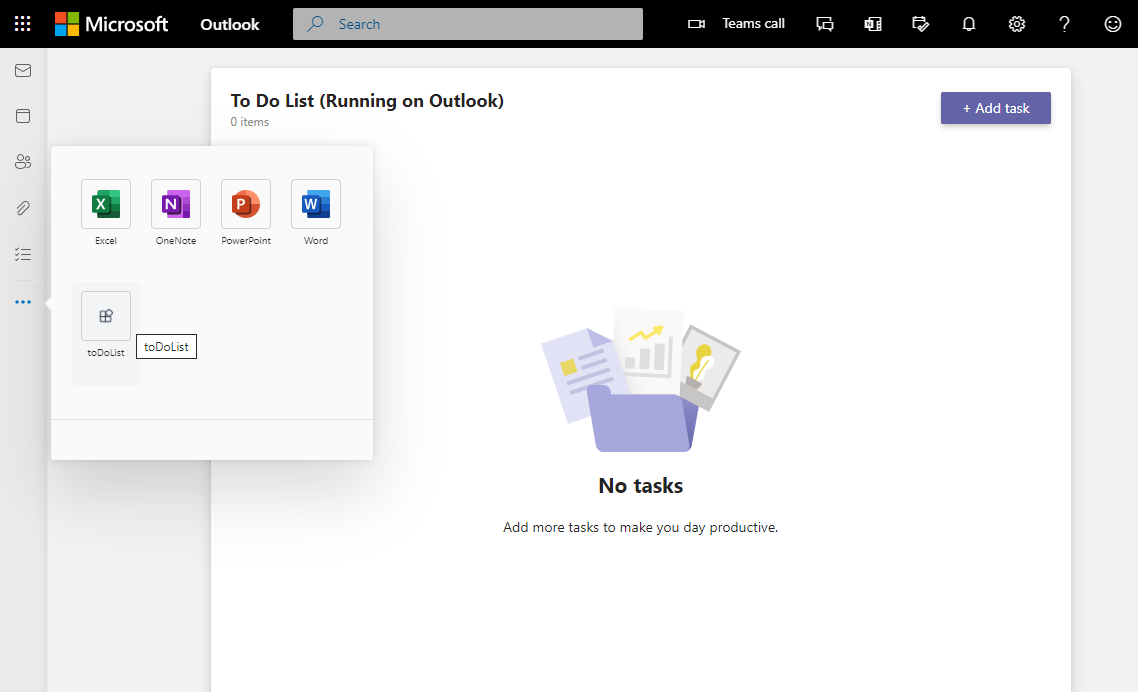 Microsoft
Outlook
Search
Teams call
To Do List (Running on Outlook)
0 items
+ Add task
X
N
P
W
Excel
OneNote
PowerPoint
Word
toDoList
toDoList
No tasks
Add more tasks to make you day productive.